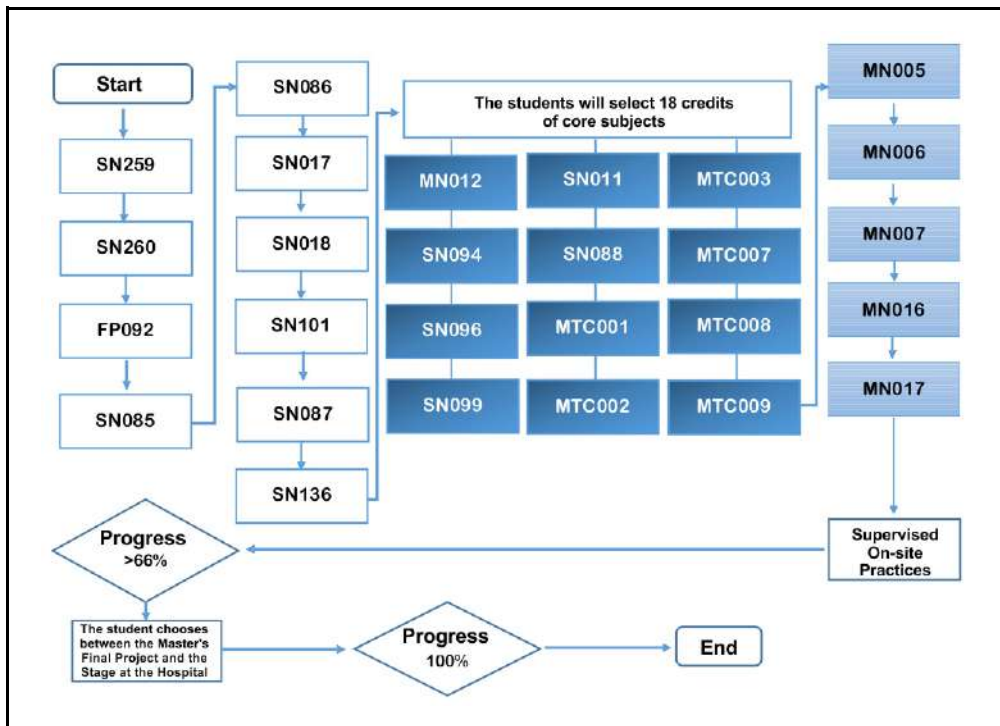 Start
SN259
SN260
FP092
SN085
SN086
SN017
SN018
SN101
SN087
SN136
The students will select 18 credits
of core subjects
MN012
SN094
SN096
SN099
SN011
SN088
MTC001
MTC002
MTC003
MTC007
MTC008
MTC009
MN005
MN006
MN007
MN016
MN017
Supervised
On-site
Practices
Progress
>66%
The student chooses
between the Master's
Final Project and the
Stage at the Hospital
Progress
100%
End